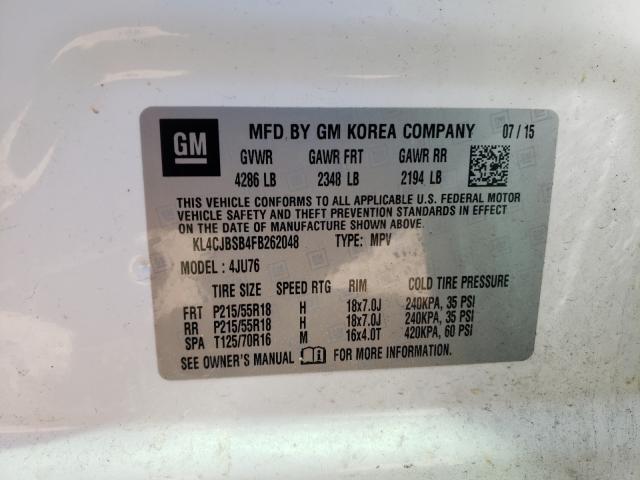 GM MFD BY GM KOREA COMPANY 07/15
GVWR GAWR FRT GAWR RR
4286 LB 2348 LB 2194 LB
THIS VEHICLE CONFORMS TO ALL APPLICABLE U.S. FEDERAL MOTOR
VEHICLE SAFETY AND THEFT PREVENTION STANDARDS IN EFFECT
ON THE DATE OF MANUFACTURE SHOWN ABOVE.
KL4CJBSB4FB262048 TYPE: MPV
MODEL: 4JU76
TIRE SIZE SPEED RTG RIM COLD TIRE PRESSURE
FRT P215/55R18 H 18x7.0J 240KPA, 35 PSI
RR P215/55R18 H 18x7.0J 240KPA, 35 PSI
SPA T125/70R16 M 16x4.0T 420KPA, 60 PSI
SEE OWNER'S MANUAL FOR MORE INFORMATION.